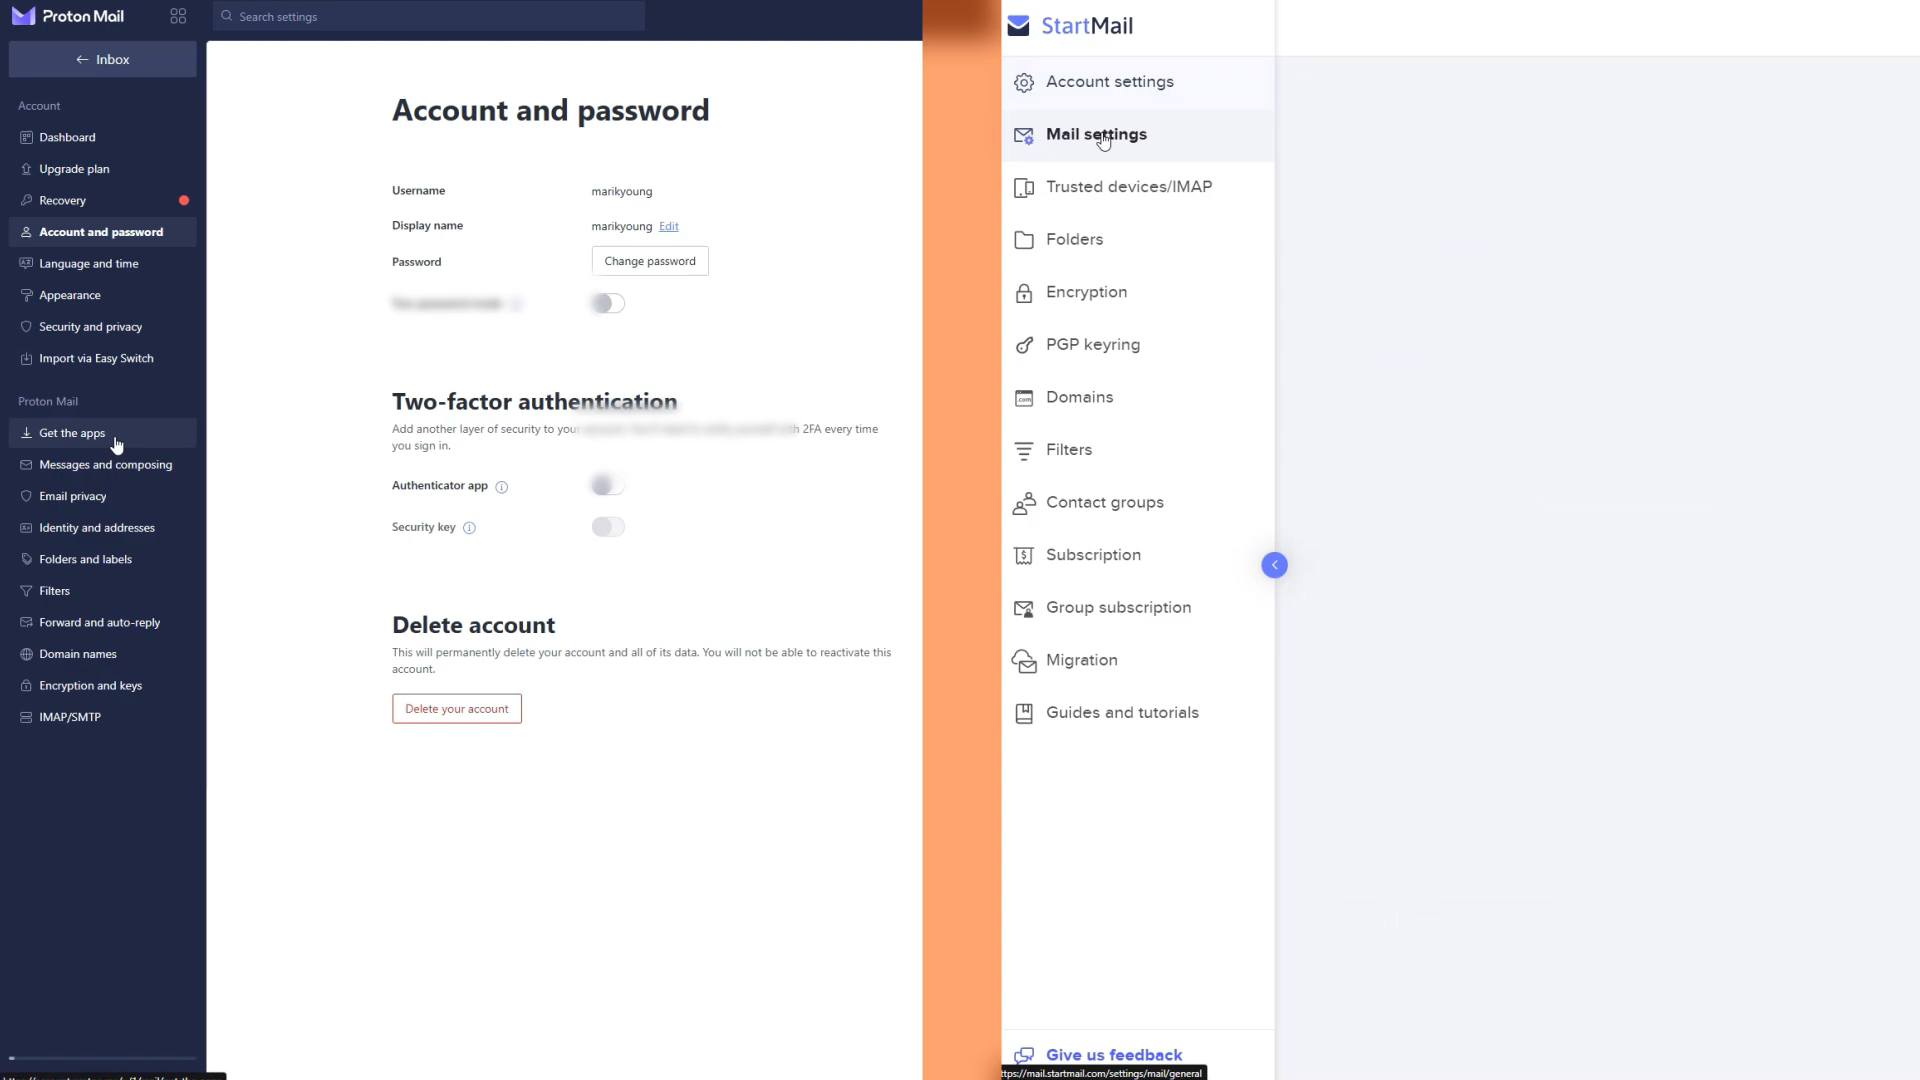 Proton Mail
Search settings
Inbox
Account
Dashboard
Upgrade plan
Recovery
Account and password
Language and time
Appearance
Security and privacy
Import via Easy Switch
Proton Mail
Get the apps
Messages and composing
Email privacy
Identity and addresses
Folders and labels
Filters
Forward and auto-reply
Domain names
Encryption and keys
IMAP/SMTP
Account and password
Username
marikyoung
Display name
marikyoung Edit
Password
Change password
Two-factor authentication
Add another layer of security to your
2FA every time
you sign in.
Authenticator app
Security key
Delete account
This will permanently delete your account and all of its data. You will not be able to reactivate this
account.
Delete your account
StartMail
Account settings
Mail settings
Trusted devices/IMAP
Folders
Encryption
PGP keyring
.com
Domains
Filters
Contact groups
$
Subscription
Group subscription
Migration
Guides and tutorials
Give us feedback
ttps://mail.startmail.com/settings/mail/general